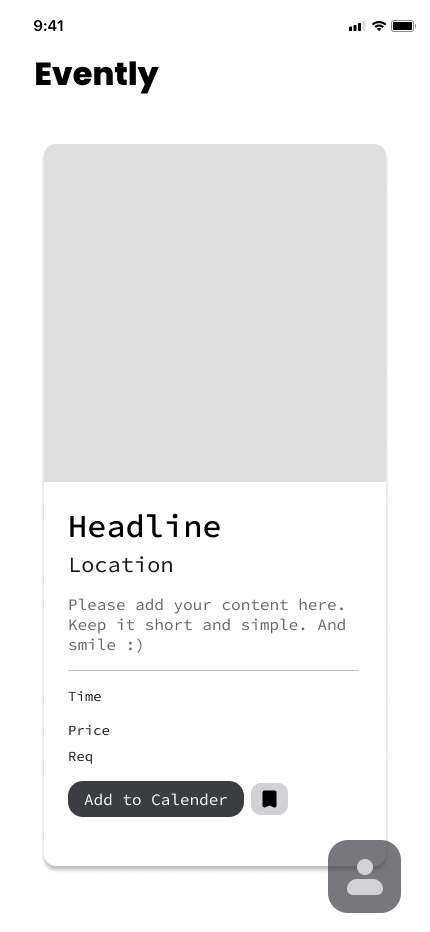 9:41
Evently
Headline
Location
Please add your content here.
Keep it short and simple. And
smile :)
Time
Price
Req
Add to Calender